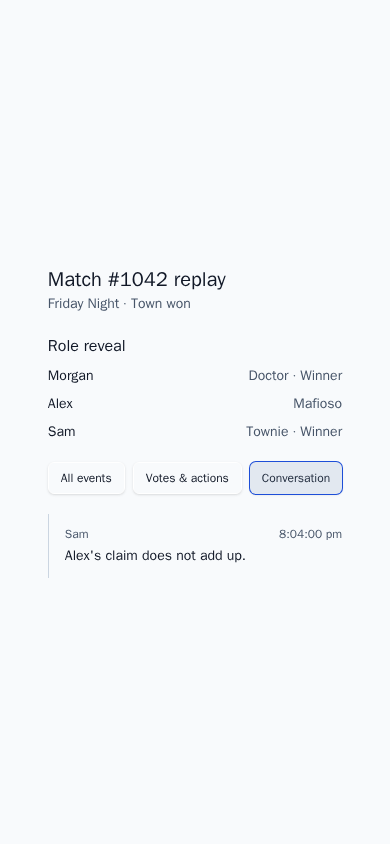 Match #1042 replay
Friday Night · Town won
Role reveal
Morgan Doctor · Winner
Alex Mafioso
Sam Townie · Winner
All events Votes & actions Conversation
Sam 8:04:00 pm
Alex's claim does not add up.